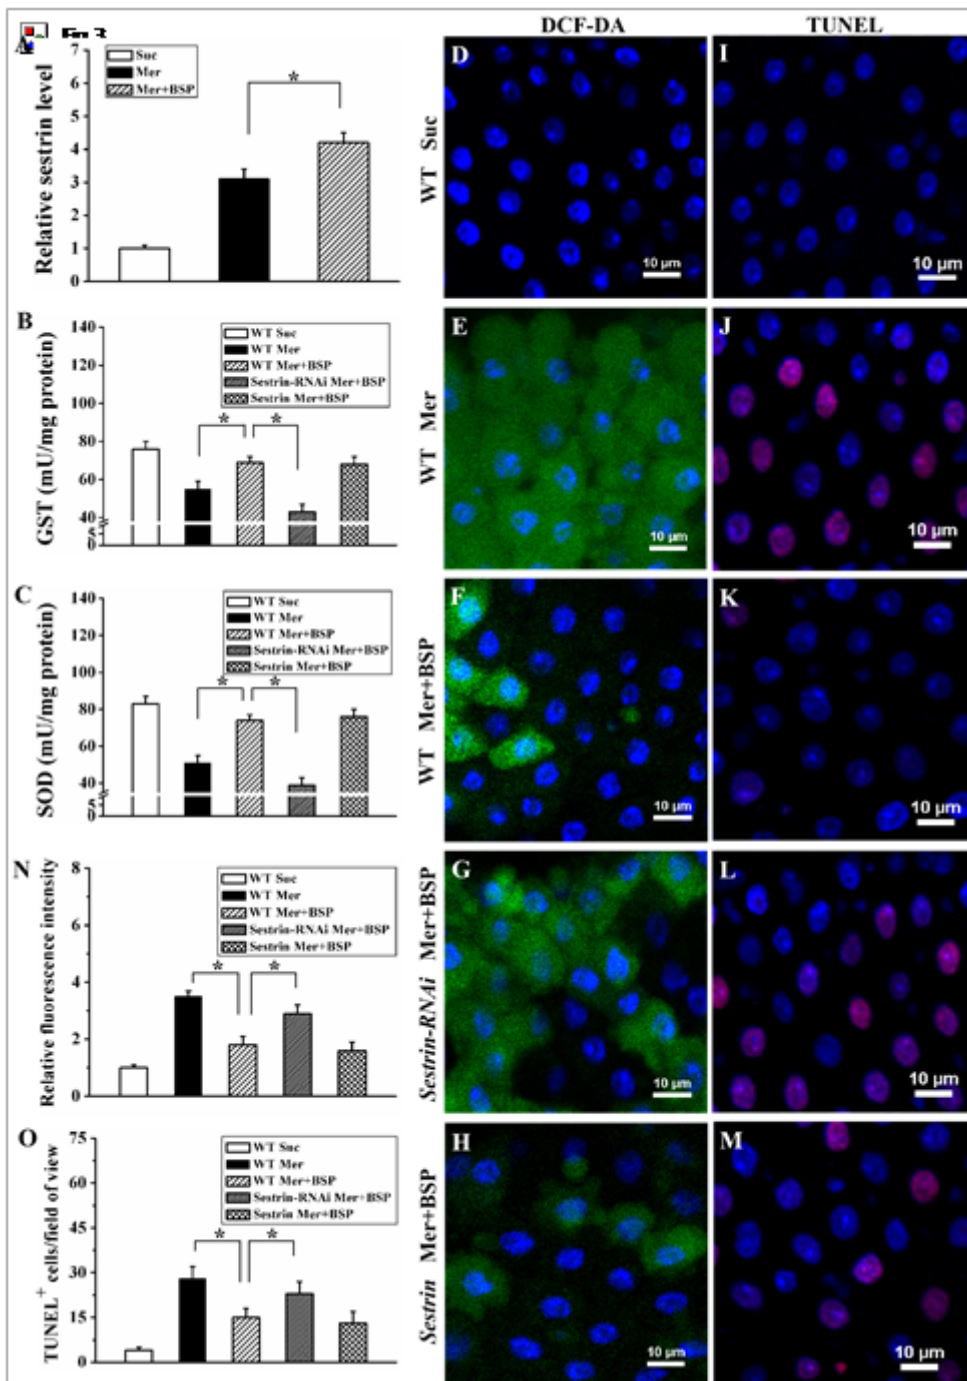 Fig 3
DCF-DA
TUNEL
A
Relative sestrin level
7
6
5
4
3
2
1
0
Suc
Mer
Mer+BSP
*
B
GST (mU/mg protein)
140
120
100
80
60
40
5
0
WT Suc
WT Mer
WT Mer+BSP
Sestrin-RNAi Mer+BSP
Sestrin Mer+BSP
*
*
C
SOD (mU/mg protein)
140
120
100
80
60
40
5
0
WT Suc
WT Mer
WT Mer+BSP
Sestrin-RNAi Mer+BSP
Sestrin Mer+BSP
*
*
N
Relative fluorescence intensity
8
6
4
2
0
WT Suc
WT Mer
WT Mer+BSP
Sestrin-RNAi Mer+BSP
Sestrin Mer+BSP
*
*
O
TUNEL+ cells/field of view
75
60
45
30
15
0
WT Suc
WT Mer
WT Mer+BSP
Sestrin-RNAi Mer+BSP
Sestrin Mer+BSP
*
*
WT Suc
D
10 µm
I
10 µm
WT Mer
E
10 µm
J
10 µm
WT Mer+BSP
F
10 µm
K
10 µm
Sestrin-RNAi Mer+BSP
G
10 µm
L
10 µm
Sestrin Mer+BSP
H
10 µm
M
10 µm